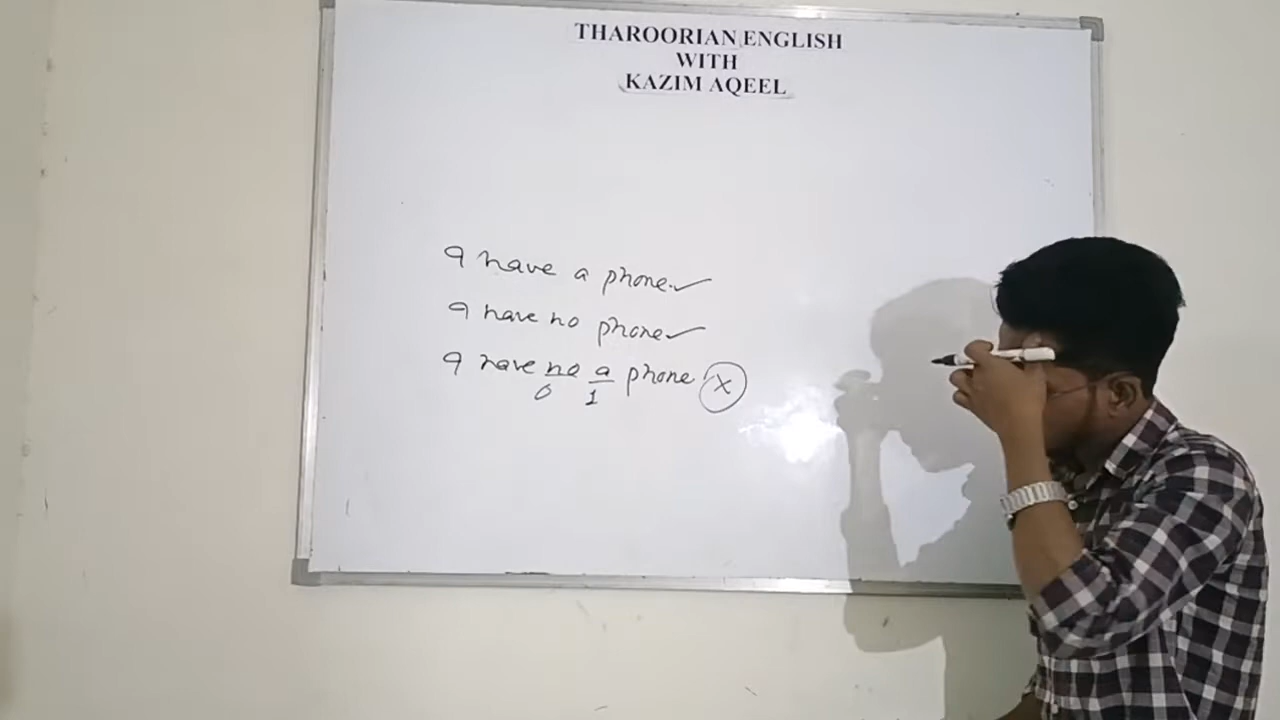 THAROORIAN ENGLISH
WITH
KAZIM AQEEL
I have a phone. ✓
I have no phone ✓
I have no a phone. X
0 1